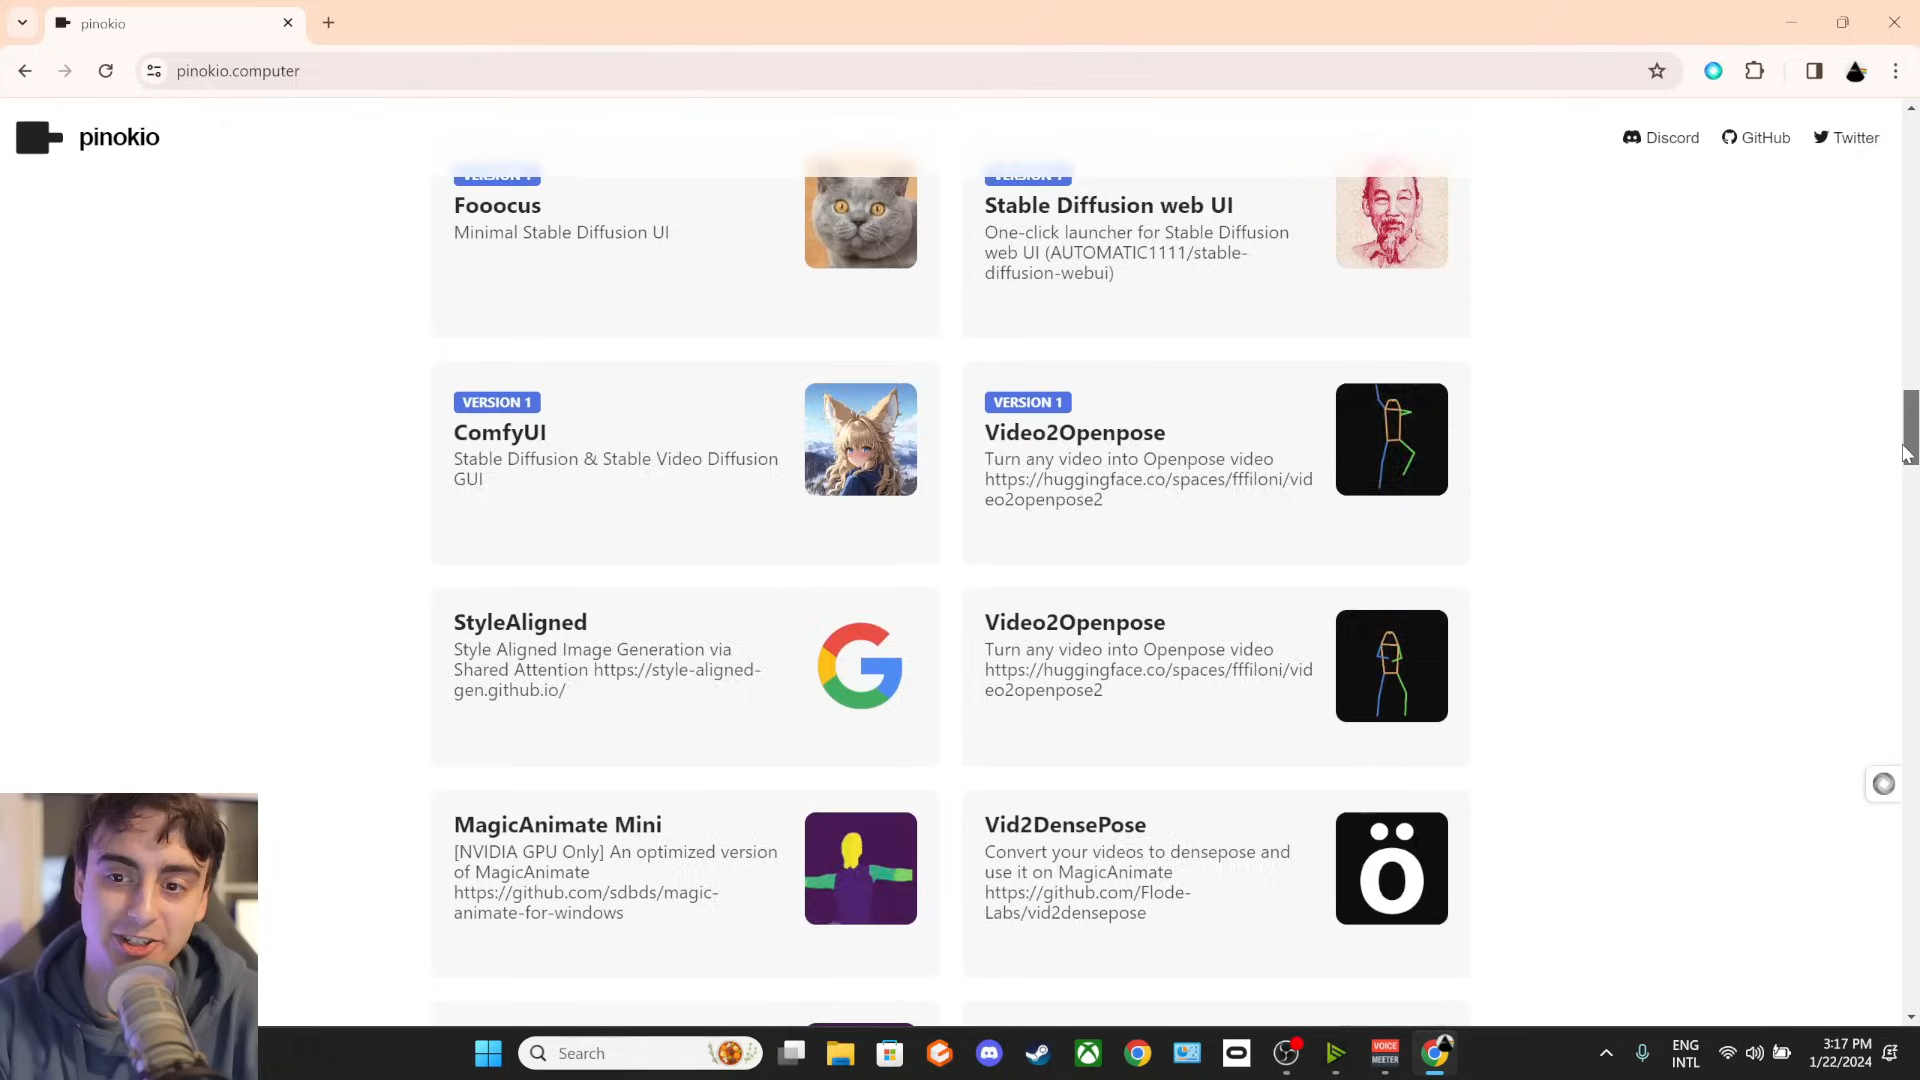 pinokio
pinokio.computer
pinokio
Discord
GitHub
Twitter
VERSION 1
Fooocus
Minimal Stable Diffusion UI
VERSION 1
Stable Diffusion web UI
One-click launcher for Stable Diffusion
web UI (AUTOMATIC1111/stable-
diffusion-webui)
VERSION 1
ComfyUI
Stable Diffusion & Stable Video Diffusion
GUI
VERSION 1
Video2Openpose
Turn any video into Openpose video
https://huggingface.co/spaces/fffiloni/vid
eo2openpose2
StyleAligned
Style Aligned Image Generation via
Shared Attention https://style-aligned-
gen.github.io/
Video2Openpose
Turn any video into Openpose video
https://huggingface.co/spaces/fffiloni/vid
eo2openpose2
MagicAnimate Mini
[NVIDIA GPU Only] An optimized version
of MagicAnimate
https://github.com/sdbds/magic-
animate-for-windows
ö
Vid2DensePose
Convert your videos to densepose and
use it on MagicAnimate
https://github.com/Flode-
Labs/vid2densepose
Search
VOICE
MEETER
ENG
INTL
3:17 PM
1/22/2024